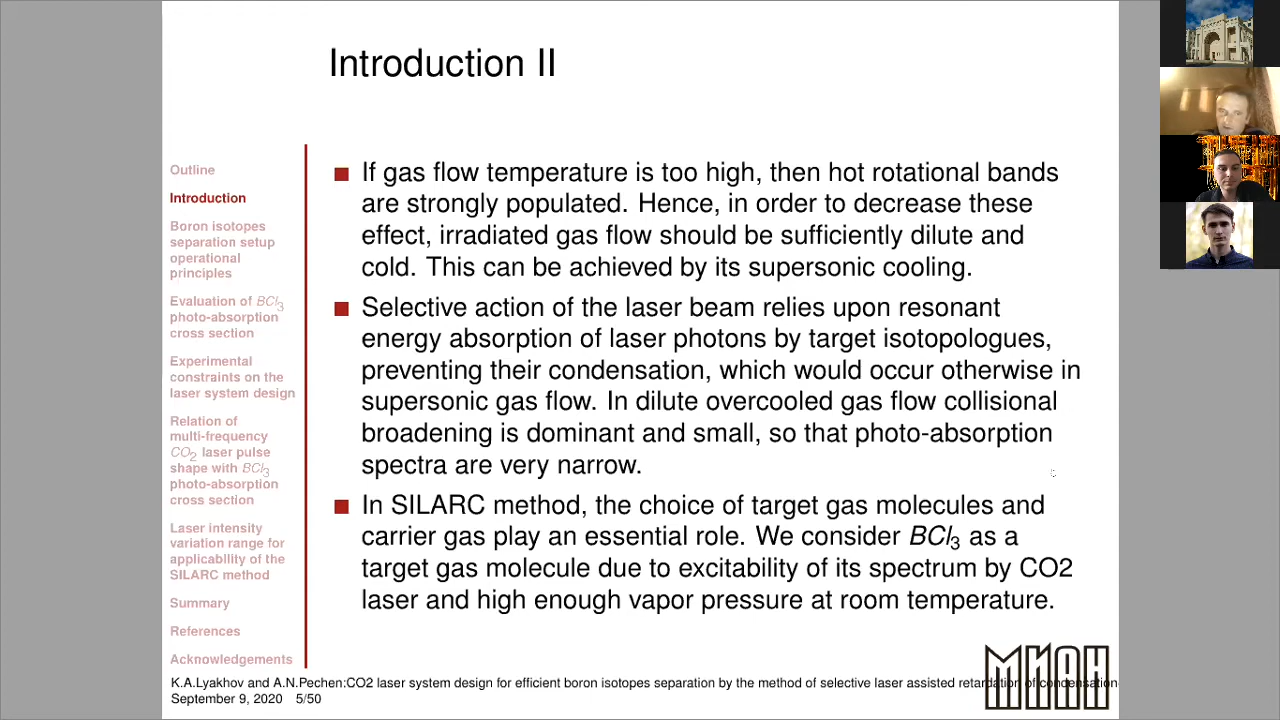 Introduction II
Outline
Introduction
Boron isotopes
separation setup
operational
principles
Evaluation of BCl3
photo-absorption
cross section
Experimental
constraints on the
laser system design
Relation of
multi-frequency
CO2 laser pulse
shape with BCl3
photo-absorption
cross section
Laser intensity
variation range for
applicability of the
SILARC method
Summary
References
Acknowledgements
■ If gas flow temperature is too high, then hot rotational bands
are strongly populated. Hence, in order to decrease these
effect, irradiated gas flow should be sufficiently dilute and
cold. This can be achieved by its supersonic cooling.
■ Selective action of the laser beam relies upon resonant
energy absorption of laser photons by target isotopologues,
preventing their condensation, which would occur otherwise in
supersonic gas flow. In dilute overcooled gas flow collisional
broadening is dominant and small, so that photo-absorption
spectra are very narrow.
■ In SILARC method, the choice of target gas molecules and
carrier gas play an essential role. We consider BCl3 as a
target gas molecule due to excitability of its spectrum by CO2
laser and high enough vapor pressure at room temperature.
МИАН
K.A.Lyakhov and A.N.Pechen:CO2 laser system design for efficient boron isotopes separation by the method of selective laser assisted retardation of condensation
September 9, 2020 5/50